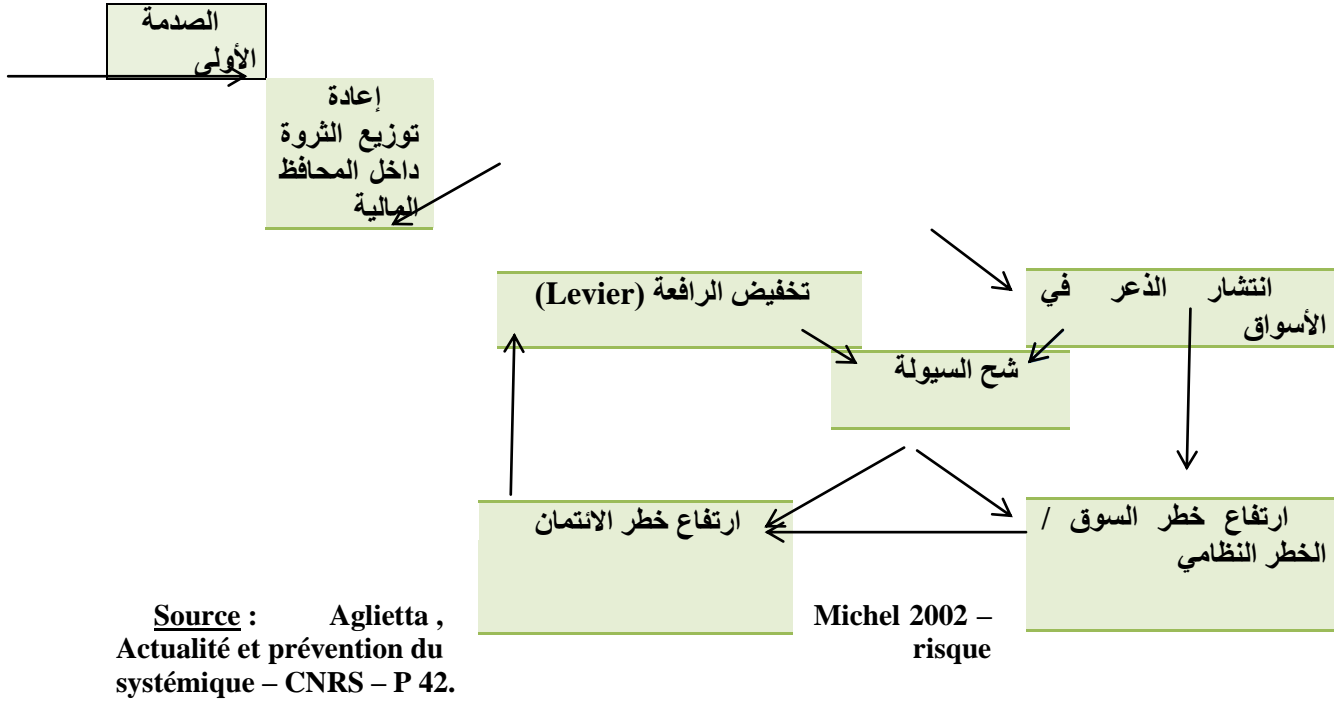 الصدمة
الأولى
إعادة
توزيع الثروة
داخل المحافظ
المالية
تخفيض الرافعة (Levier)
انتشار الذعر في
الأسواق
شح السيولة
ارتفاع خطر الائتمان
ارتفاع خطر السوق /
الخطر النظامي
Source : Aglietta , Michel 2002 –
Actualité et prévention du risque
systémique – CNRS – P 42.